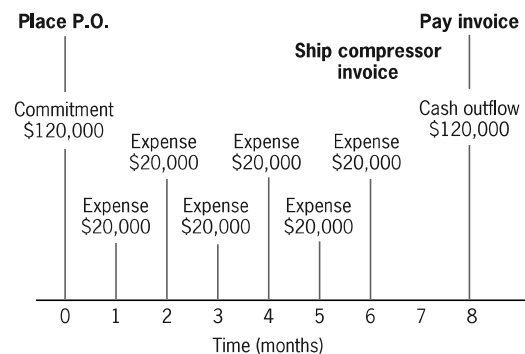 Place P.O.
Pay invoice
Ship compressor
invoice
Commitment
$120,000
Cash outflow
$120,000
Expense
$20,000
Expense
$20,000
Expense
$20,000
Expense
$20,000
Expense
$20,000
Expense
$20,000
0 1 2 3 4 5 6 7 8
Time (months)